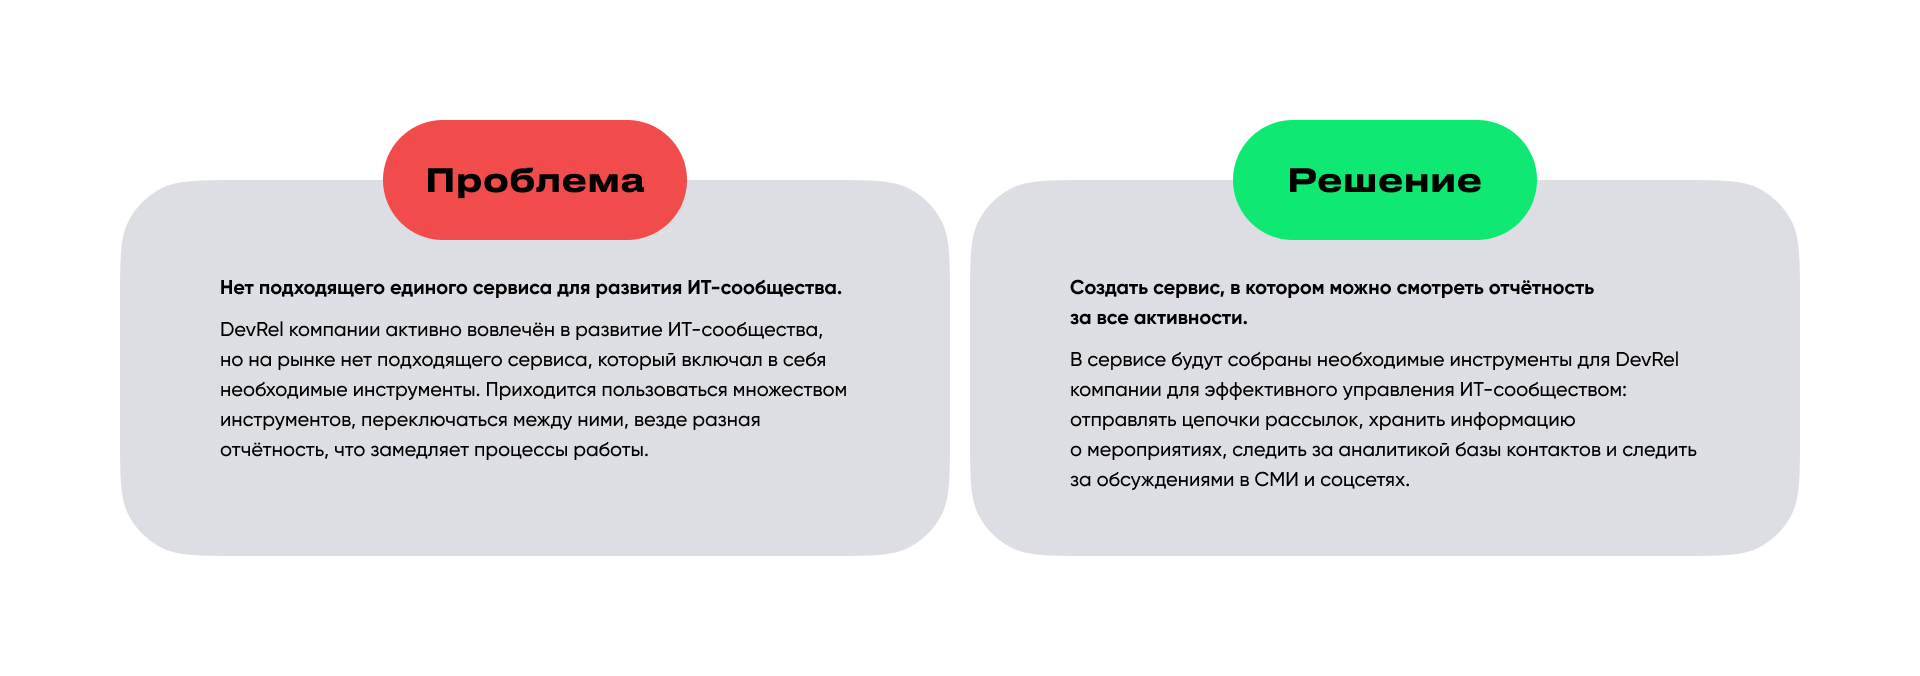 Проблема
Нет подходящего единого сервиса для развития ИТ-сообщества.
DevRel компании активно вовлечён в развитие ИТ-сообщества,
но на рынке нет подходящего сервиса, который включал в себя
необходимые инструменты. Приходится пользоваться множеством
инструментов, переключаться между ними, везде разная
отчётность, что замедляет процессы работы.
Решение
Создать сервис, в котором можно смотреть отчётность
за все активности.
В сервисе будут собраны необходимые инструменты для DevRel
компании для эффективного управления ИТ-сообществом:
отправлять цепочки рассылок, хранить информацию
о мероприятиях, следить за аналитикой базы контактов и следить
за обсуждениями в СМИ и соцсетях.